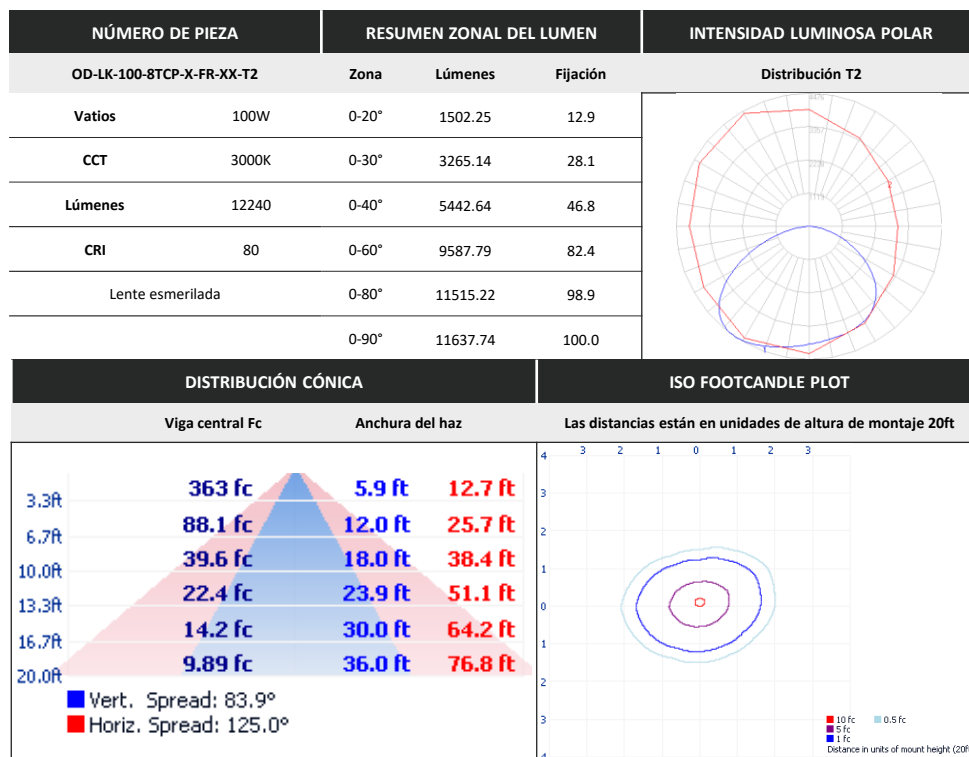 NÚMERO DE PIEZA
RESUMEN ZONAL DEL LUMEN
INTENSIDAD LUMINOSA POLAR
OD-LK-100-8TCP-X-FR-XX-T2
Zona Lúmenes Fijación
Distribución T2
Vatios 100W
0-20° 1502.25 12.9
CCT 3000K
0-30° 3265.14 28.1
Lúmenes 12240
0-40° 5442.64 46.8
CRI 80
0-60° 9587.79 82.4
Lente esmerilada
0-80° 11515.22 98.9
0-90° 11637.74 100.0
DISTRIBUCIÓN CÓNICA
Viga central Fc Anchura del haz
3.3ft 363 fc 5.9 ft 12.7 ft
6.7ft 88.1 fc 12.0 ft 25.7 ft
10.0ft 39.6 fc 18.0 ft 38.4 ft
13.3ft 22.4 fc 23.9 ft 51.1 ft
16.7ft 14.2 fc 30.0 ft 64.2 ft
20.0ft 9.89 fc 36.0 ft 76.8 ft
Vert. Spread: 83.9°
Horiz. Spread: 125.0°
ISO FOOTCANDLE PLOT
Las distancias están en unidades de altura de montaje 20ft
3 2 1 0 1 2 3
4
3
2
1
0
1
2
3
4
10 fc 0.5 fc
5 fc
1 fc
Distance in units of mount height (20ft